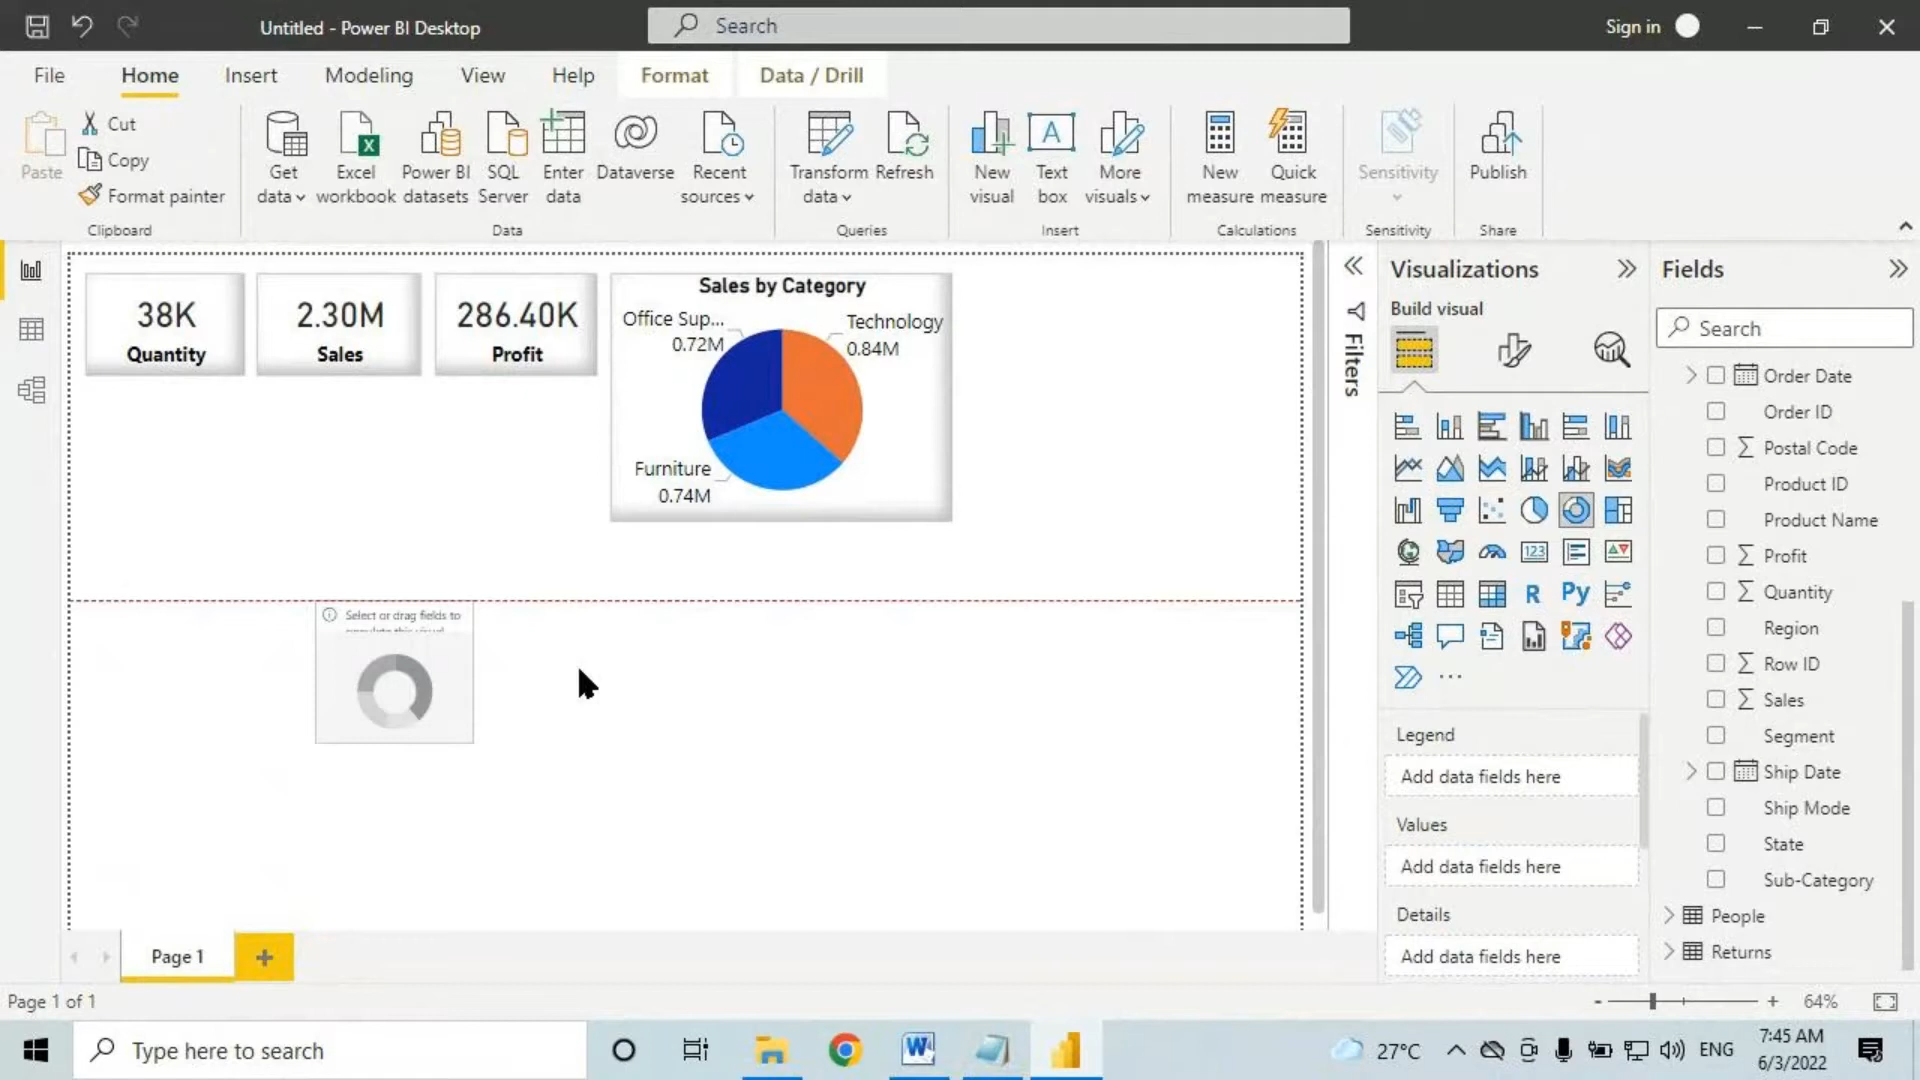 Untitled - Power BI Desktop
Search
Sign in
File
Home
Insert
Modeling
View
Help
Format
Data / Drill
Paste
Cut
Copy
Format painter
Clipboard
Get
data
Excel
workbook
Power BI
datasets
SQL
Server
Enter
data
Dataverse
Recent
sources
Data
Transform
data
Refresh
Queries
New
visual
Text
box
More
visuals
Insert
New
measure
Quick
measure
Calculations
Sensitivity
Sensitivity
Publish
Share
38K
Quantity
2.30M
Sales
286.40K
Profit
Sales by Category
Office Sup...
0.72M
Technology
0.84M
Furniture
0.74M
Select or drag fields to
populate this visual
Filters
Visualizations
Build visual
123
R
Py
Legend
Add data fields here
Values
Add data fields here
Details
Add data fields here
Fields
Search
Order Date
Order ID
Postal Code
Product ID
Product Name
Profit
Quantity
Region
Row ID
Sales
Segment
Ship Date
Ship Mode
State
Sub-Category
People
Returns
Page 1
Page 1 of 1
64%
Type here to search
27°C
ENG
7:45 AM
6/3/2022